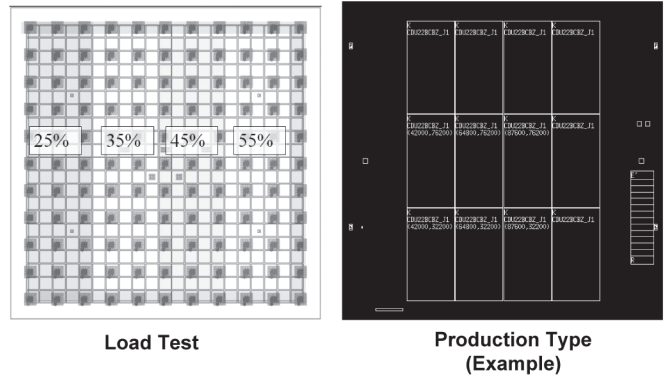 25% 35% 45% 55%
Load Test
K K K K
CDU22BCBZ_J1 CDU22BCBZ_J1 CDU22BCBZ_J1 CDU22BCBZ_J1
K K K K
CDU22BCBZ_J1 CDU22BCBZ_J1 CDU22BCBZ_J1 CDU22BCBZ_J1
(42000,76200) (64800,76200) (87600,76200)
K K K K
CDU22BCBZ_J1 CDU22BCBZ_J1 CDU22BCBZ_J1 CDU22BCBZ_J1
(42000,32200) (64800,32200) (87600,32200)
Production Type
(Example)